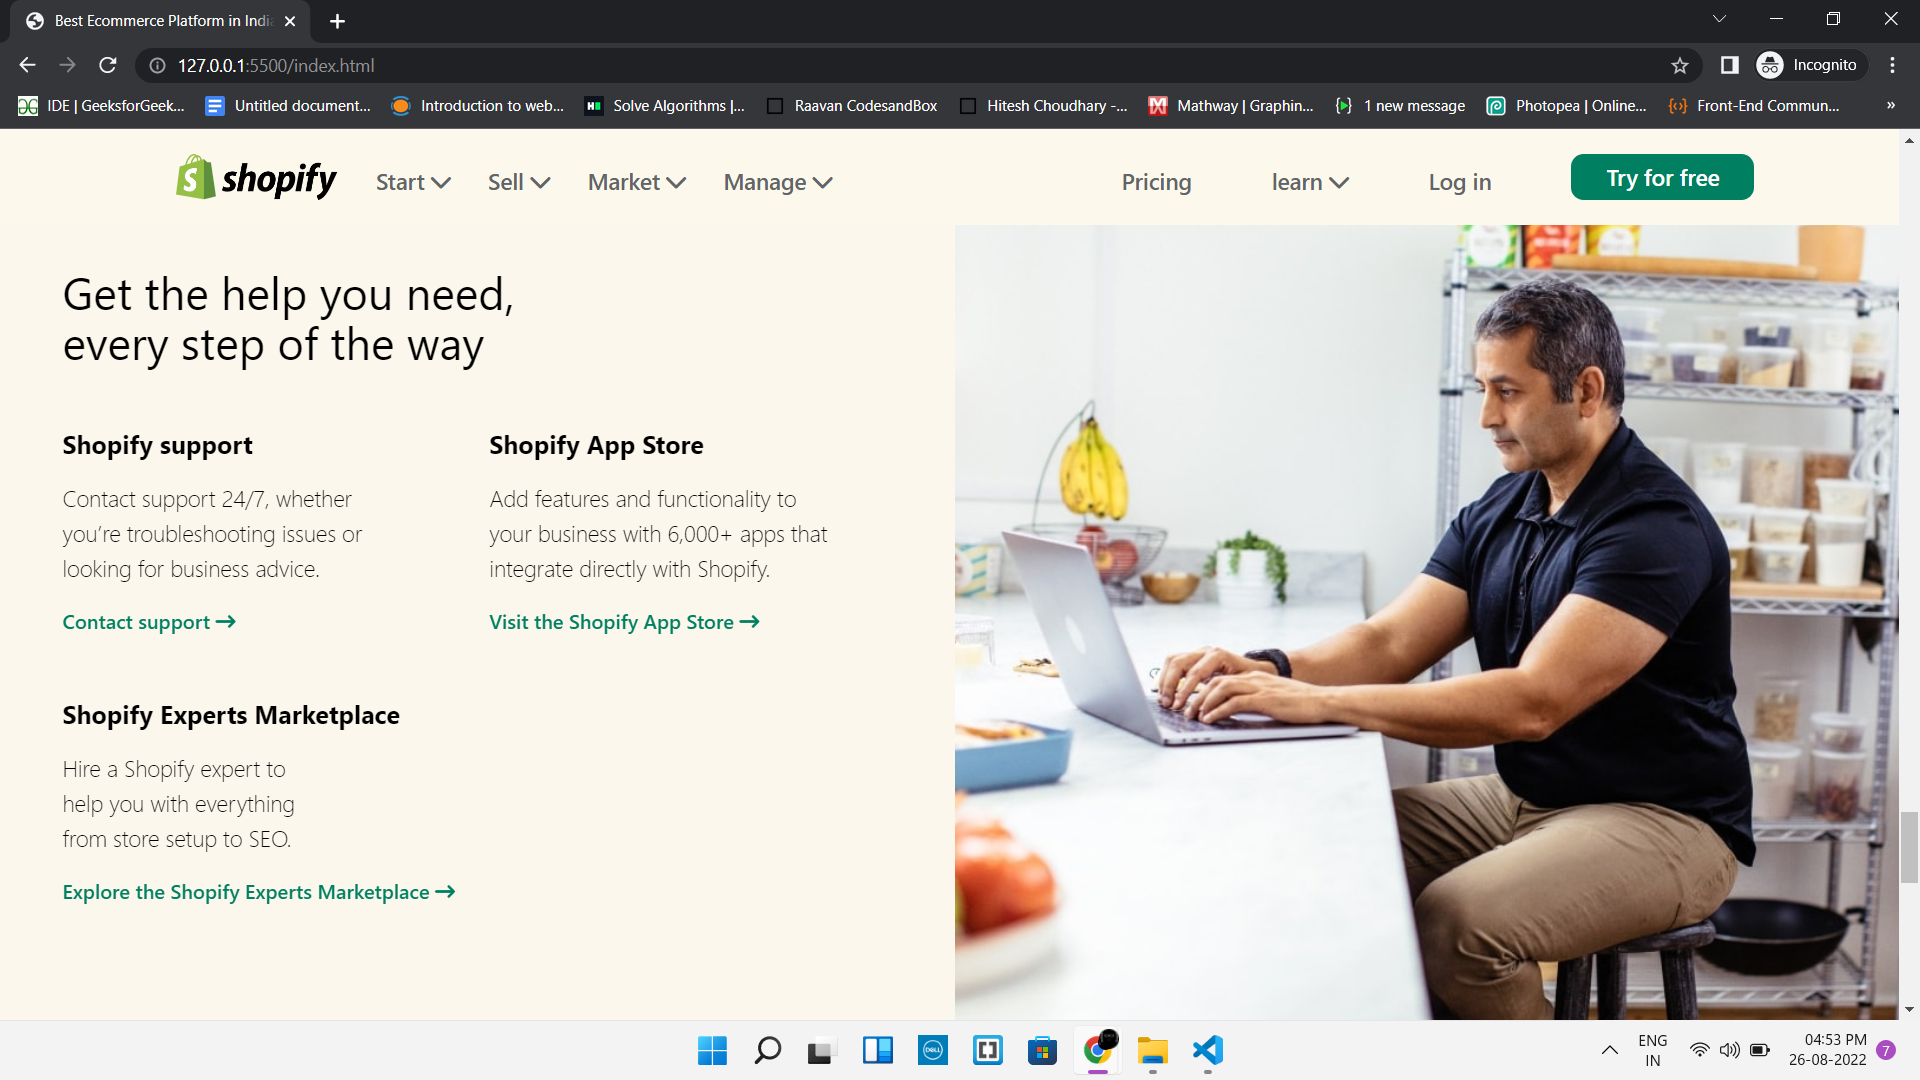 Best Ecommerce Platform in India
127.0.0.1:5500/index.html
Incognito
IDE | GeeksforGeek...
Untitled document...
Introduction to web...
Solve Algorithms |...
Raavan CodesandBox
Hitesh Choudhary -...
Mathway | Graphin...
1 new message
Photopea | Online...
Front-End Commun...
»
shopify
Start
Sell
Market
Manage
Pricing
learn
Log in
Try for free
Get the help you need,
every step of the way
Shopify support
Contact support 24/7, whether
you’re troubleshooting issues or
looking for business advice.
Contact support →
Shopify App Store
Add features and functionality to
your business with 6,000+ apps that
integrate directly with Shopify.
Visit the Shopify App Store →
Shopify Experts Marketplace
Hire a Shopify expert to
help you with everything
from store setup to SEO.
Explore the Shopify Experts Marketplace →
DELL
ENG
IN
04:53 PM
26-08-2022
7